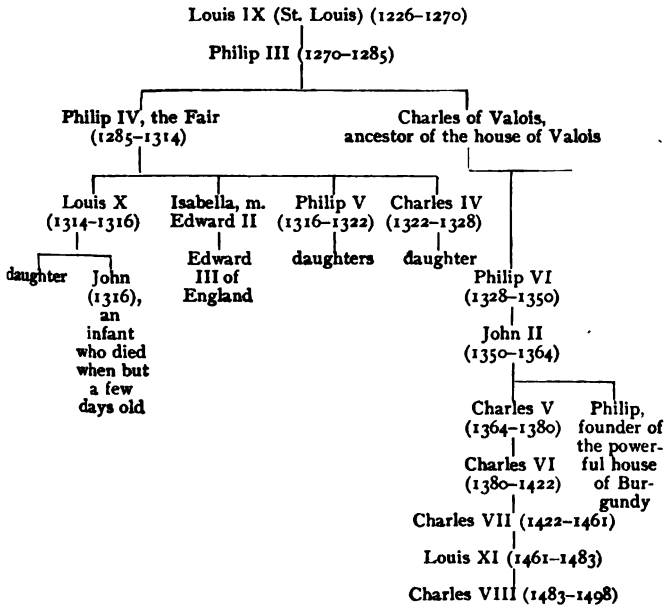 Louis IX (St. Louis) (1226–1270)
Philip III (1270–1285)
Philip IV, the Fair
(1285–1314)
Charles of Valois,
ancestor of the house of Valois
Louis X
(1314–1316)
Isabella, m.
Edward II
Philip V
(1316–1322)
Charles IV
(1322–1328)
daughter
John
(1316),
an
infant
who died
when but
a few
days old
Edward
III of
England
daughters
daughter
Philip VI
(1328–1350)
John II
(1350–1364)
Charles V
(1364–1380)
Philip,
founder of
the power-
ful house
of Bur-
gundy
Charles VI
(1380–1422)
Charles VII (1422–1461)
Louis XI (1461–1483)
Charles VIII (1483–1498)